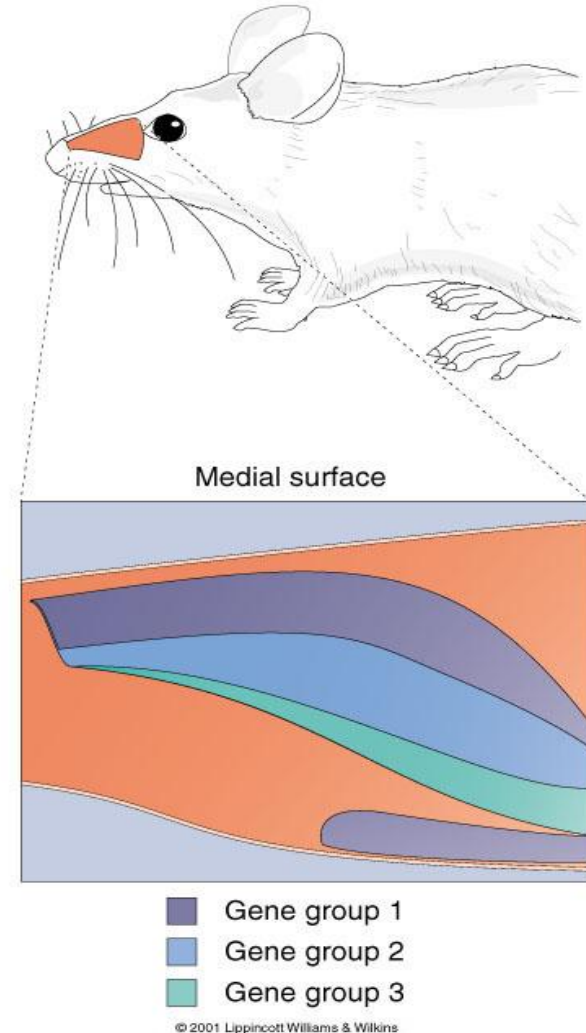 Medial surface
Gene group 1
Gene group 2
Gene group 3
© 2001 Lippincott Williams & Wilkins